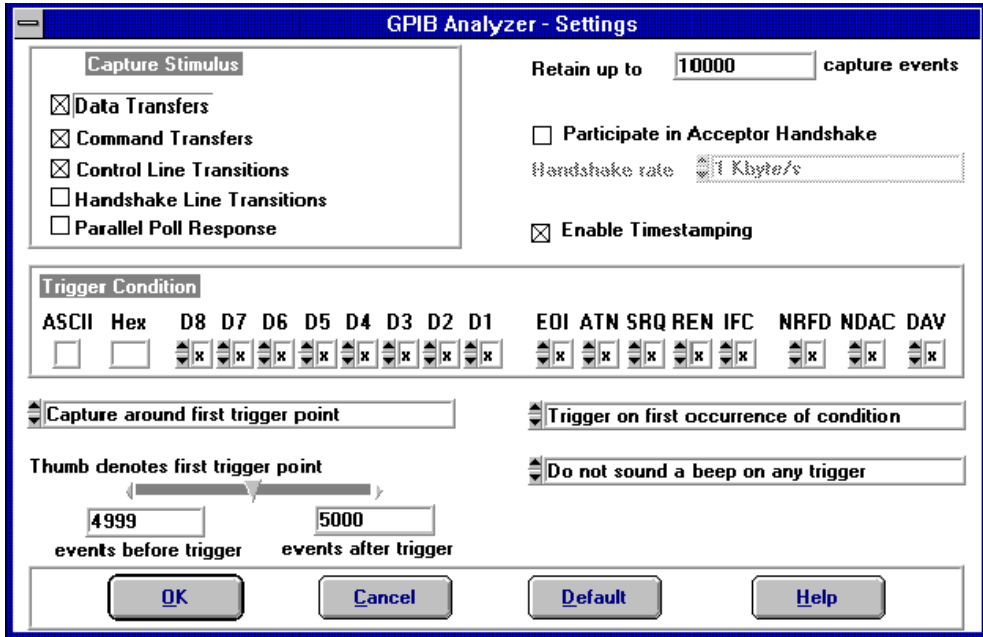 GPIB Analyzer - Settings
Capture Stimulus
Data Transfers
Command Transfers
Control Line Transitions
Handshake Line Transitions
Parallel Poll Response
Retain up to 10000 capture events
Participate in Acceptor Handshake
Handshake rate 1 Kbyte/s
Enable Timestamping
Trigger Condition
ASCII Hex D8 D7 D6 D5 D4 D3 D2 D1 EOI ATN SRQ REN IFC NRFD NDAC DAV
x x x x x x x x x x x x x x x x
Capture around first trigger point
Trigger on first occurrence of condition
Thumb denotes first trigger point
Do not sound a beep on any trigger
4999 5000
events before trigger events after trigger
OK Cancel Default Help